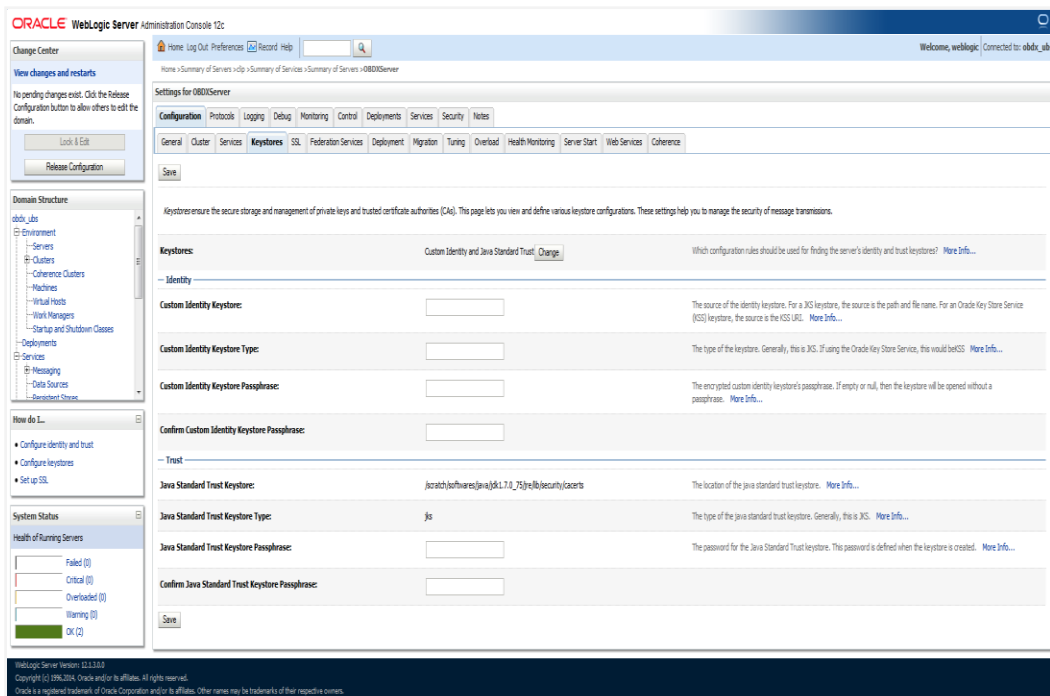 ORACLE WebLogic Server Administration Console 12c
Change Center
View changes and restarts
No pending changes exist. Click the Release
Configuration button to allow others to edit the
domain.
Lock & Edit
Release Configuration
Domain Structure
obdx_ubs
Environment
Servers
Clusters
Coherence Clusters
Machines
Virtual Hosts
Work Managers
Startup and Shutdown Classes
Deployments
Services
Messaging
Data Sources
Persistent Stores
How do I...
Configure identity and trust
Configure keystores
Set up SSL
System Status
Health of Running Servers
Failed (0)
Critical (0)
Overloaded (0)
Warning (0)
OK (2)
Home Log Out Preferences Record Help
Welcome, weblogic Connected to: obdx_ubs
Home >Summary of Servers >clip >Summary of Services >Summary of Servers >OBDXServer
Settings for OBDXServer
Configuration Protocols Logging Debug Monitoring Control Deployments Services Security Notes
General Cluster Services Keystores SSL Federation Services Deployment Migration Tuning Overload Health Monitoring Server Start Web Services Coherence
Save
Keystores ensure the secure storage and management of private keys and trusted certificate authorities (CAs). This page lets you view and define various keystore configurations. These settings help you to manage the security of message transmissions.
Keystores: Custom Identity and Java Standard Trust Change Which configuration rules should be used for finding the server's identity and trust keystores? More Info...
Identity
Custom Identity Keystore: The source of the identity keystore. For a JKS keystore, the source is the path and file name. For an Oracle Key Store Service
(KSS) keystore, the source is the KSS URI. More Info...
Custom Identity Keystore Type: The type of the keystore. Generally, this is JKS. If using the Oracle Key Store Service, this would beKSS More Info...
Custom Identity Keystore Passphrase: The encrypted custom identity keystore's passphrase. If empty or null, then the keystore will be opened without a
passphrase. More Info...
Confirm Custom Identity Keystore Passphrase:
Trust
Java Standard Trust Keystore: /scratch/softwares/java/jdk1.7.0_75/jre/lib/security/cacerts The location of the java standard trust keystore. More Info...
Java Standard Trust Keystore Type: jks The type of the java standard trust keystore. Generally, this is JKS. More Info...
Java Standard Trust Keystore Passphrase: The password for the Java Standard Trust keystore. This password is defined when the keystore is created. More Info...
Confirm Java Standard Trust Keystore Passphrase:
Save
WebLogic Server Version: 12.1.3.0.0
Copyright (c) 1996,2014, Oracle and/or its affiliates. All rights reserved.
Oracle is a registered trademark of Oracle Corporation and/or its affiliates. Other names may be trademarks of their respective owners.